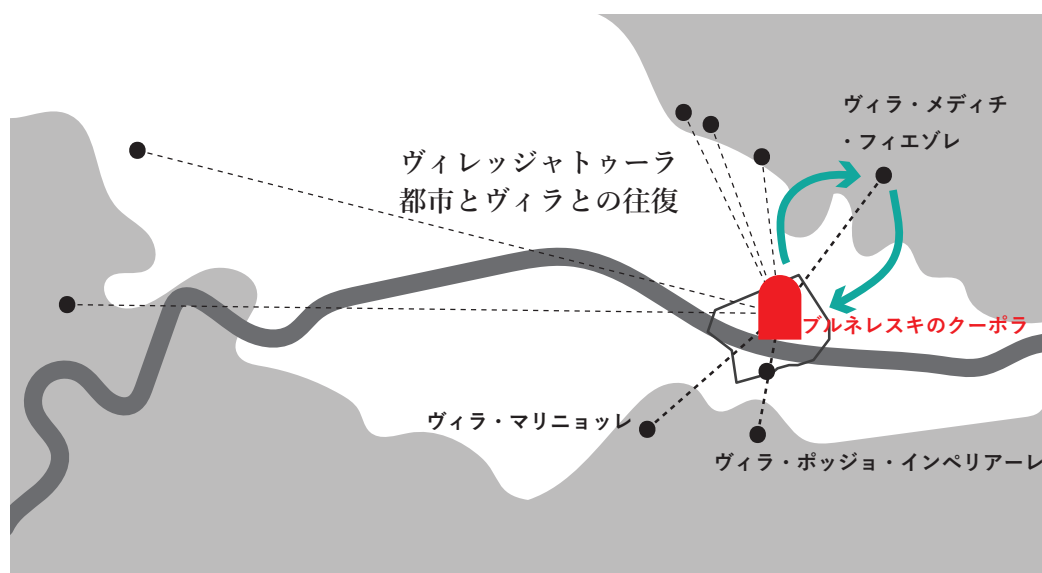 ヴィラ・メディチ
・フィエゾレ
ヴィレッジャトゥーラ
都市とヴィラとの往復
ブルネレスキのクーポラ
ヴィラ・マリニョッレ
ヴィラ・ポッジョ・インペリアーレ